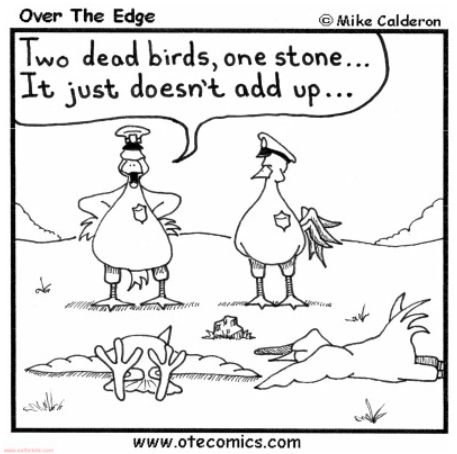 Over The Edge
© Mike Calderon
Two dead birds, one stone...
It just doesn't add up...
www.otecomics.com